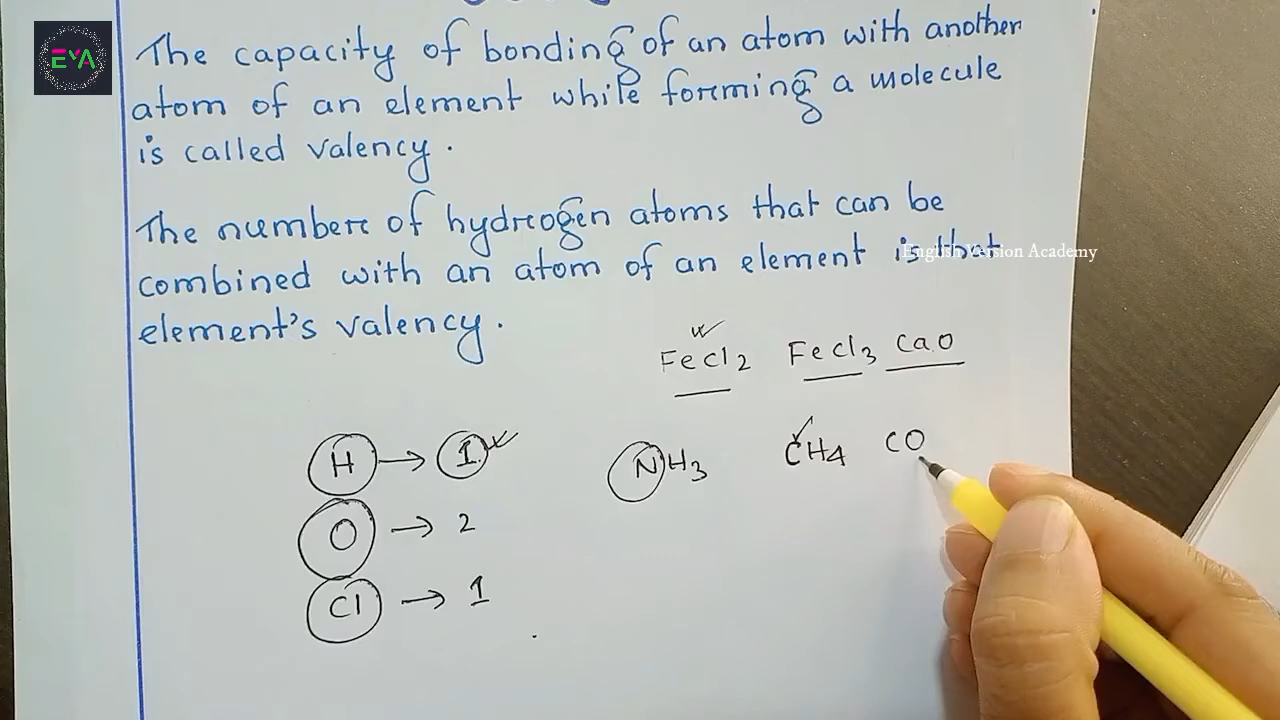 EVA
The capacity of bonding of an atom with another
atom of an element while forming a molecule
is called valency.
The number of hydrogen atoms that can be
combined with an atom of an element is that
English Version Academy
element's valency.
FeCl2 FeCl3 CaO
H → 1
NH3 CH4 CO
O → 2
Cl → 1